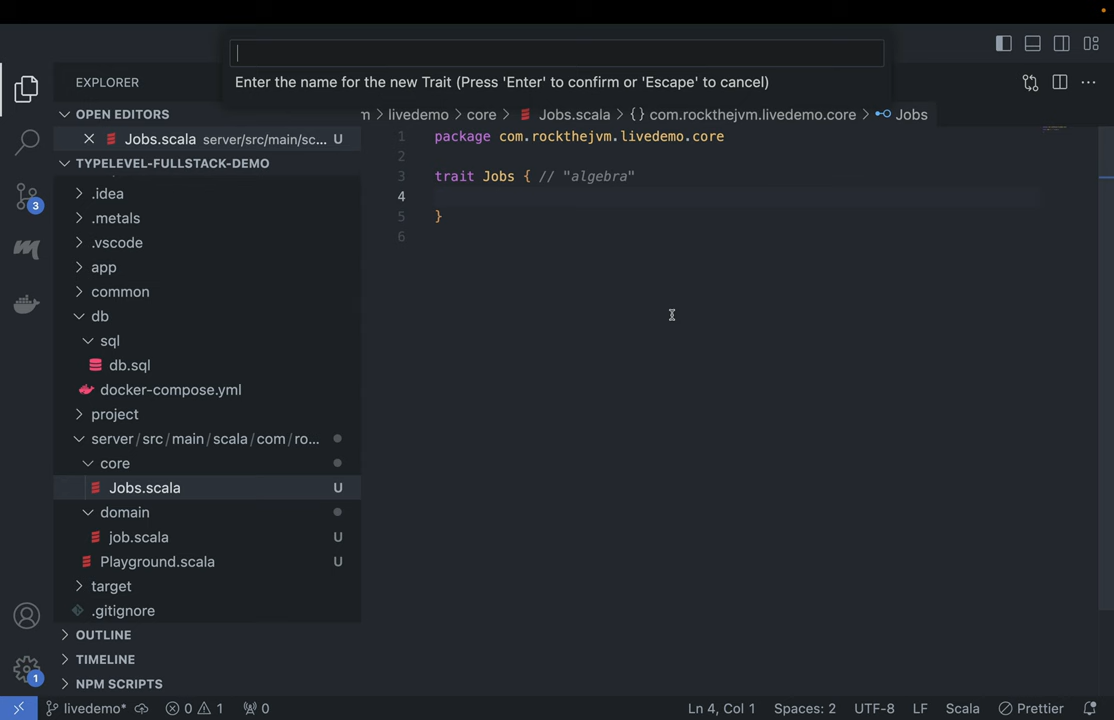 Enter the name for the new Trait (Press 'Enter' to confirm or 'Escape' to cancel)
EXPLORER
OPEN EDITORS
Jobs.scala server/src/main/sc... U
TYPELEVEL-FULLSTACK-DEMO
.idea
.metals
.vscode
app
common
db
sql
db.sql
docker-compose.yml
project
server/src/main/scala/com/ro...
core
Jobs.scala U
domain
job.scala U
Playground.scala U
target
.gitignore
OUTLINE
TIMELINE
NPM SCRIPTS
3
1
m > livedemo > core > Jobs.scala > {} com.rockthejvm.livedemo.core > Jobs
1 package com.rockthejvm.livedemo.core
2
3 trait Jobs { // "algebra"
4
5 }
6
livedemo* 0 1 0 Ln 4, Col 1 Spaces: 2 UTF-8 LF Scala Prettier